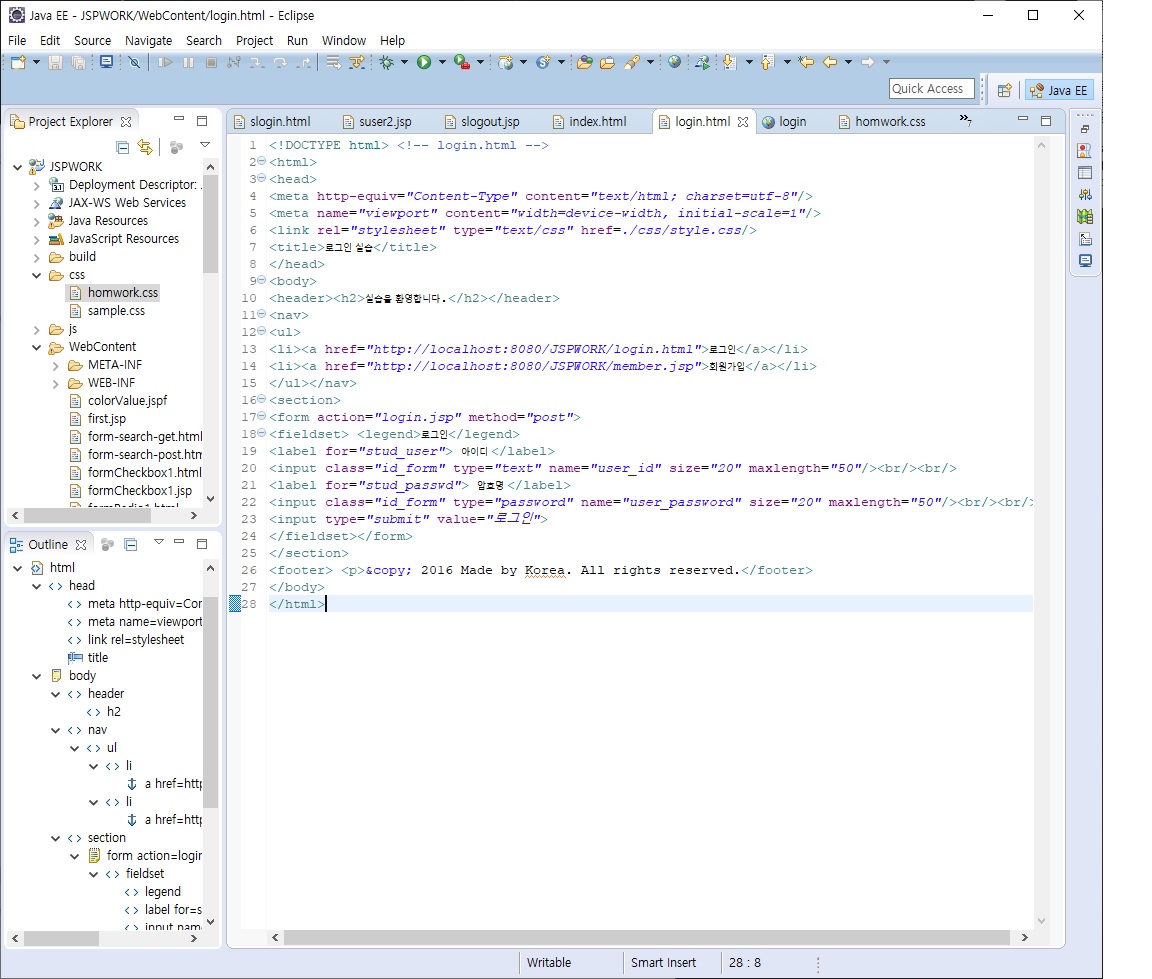 Java EE - JSPWORK/WebContent/login.html - Eclipse
File Edit Source Navigate Search Project Run Window Help
Quick Access
Java EE
Project Explorer
JSPWORK
Deployment Descriptor:
JAX-WS Web Services
Java Resources
JavaScript Resources
build
css
homwork.css
sample.css
js
WebContent
META-INF
WEB-INF
colorValue.jspf
first.jsp
form-search-get.html
form-search-post.htm
formCheckbox1.html
formCheckbox1.jsp
formRadio1.html
Outline
html
head
meta http-equiv=Cor
meta name=viewport
link rel=stylesheet
title
body
header
h2
nav
ul
li
a href=http
li
a href=http
section
form action=login
fieldset
legend
label for=s
input nam
slogin.html suser2.jsp slogout.jsp index.html login.html login homwork.css »7
1 <!DOCTYPE html> <!-- login.html -->
2 <html>
3 <head>
4 <meta http-equiv="Content-Type" content="text/html; charset=utf-8"/>
5 <meta name="viewport" content="width=device-width, initial-scale=1"/>
6 <link rel="stylesheet" type="text/css" href=./css/style.css/>
7 <title>로그인 실습</title>
8 </head>
9 <body>
10 <header><h2>실습을 환영합니다.</h2></header>
11 <nav>
12 <ul>
13 <li><a href="http://localhost:8080/JSPWORK/login.html">로그인</a></li>
14 <li><a href="http://localhost:8080/JSPWORK/member.jsp">회원가입</a></li>
15 </ul></nav>
16 <section>
17 <form action="login.jsp" method="post">
18 <fieldset> <legend>로그인</legend>
19 <label for="stud_user"> 아이디 </label>
20 <input class="id_form" type="text" name="user_id" size="20" maxlength="50"/><br/><br/>
21 <label for="stud_passwd"> 암호명 </label>
22 <input class="id_form" type="password" name="user_password" size="20" maxlength="50"/><br/><br/>
23 <input type="submit" value="로그인">
24 </fieldset></form>
25 </section>
26 <footer> <p>&copy; 2016 Made by Korea. All rights reserved.</footer>
27 </body>
28 </html>
Writable Smart Insert 28 : 8